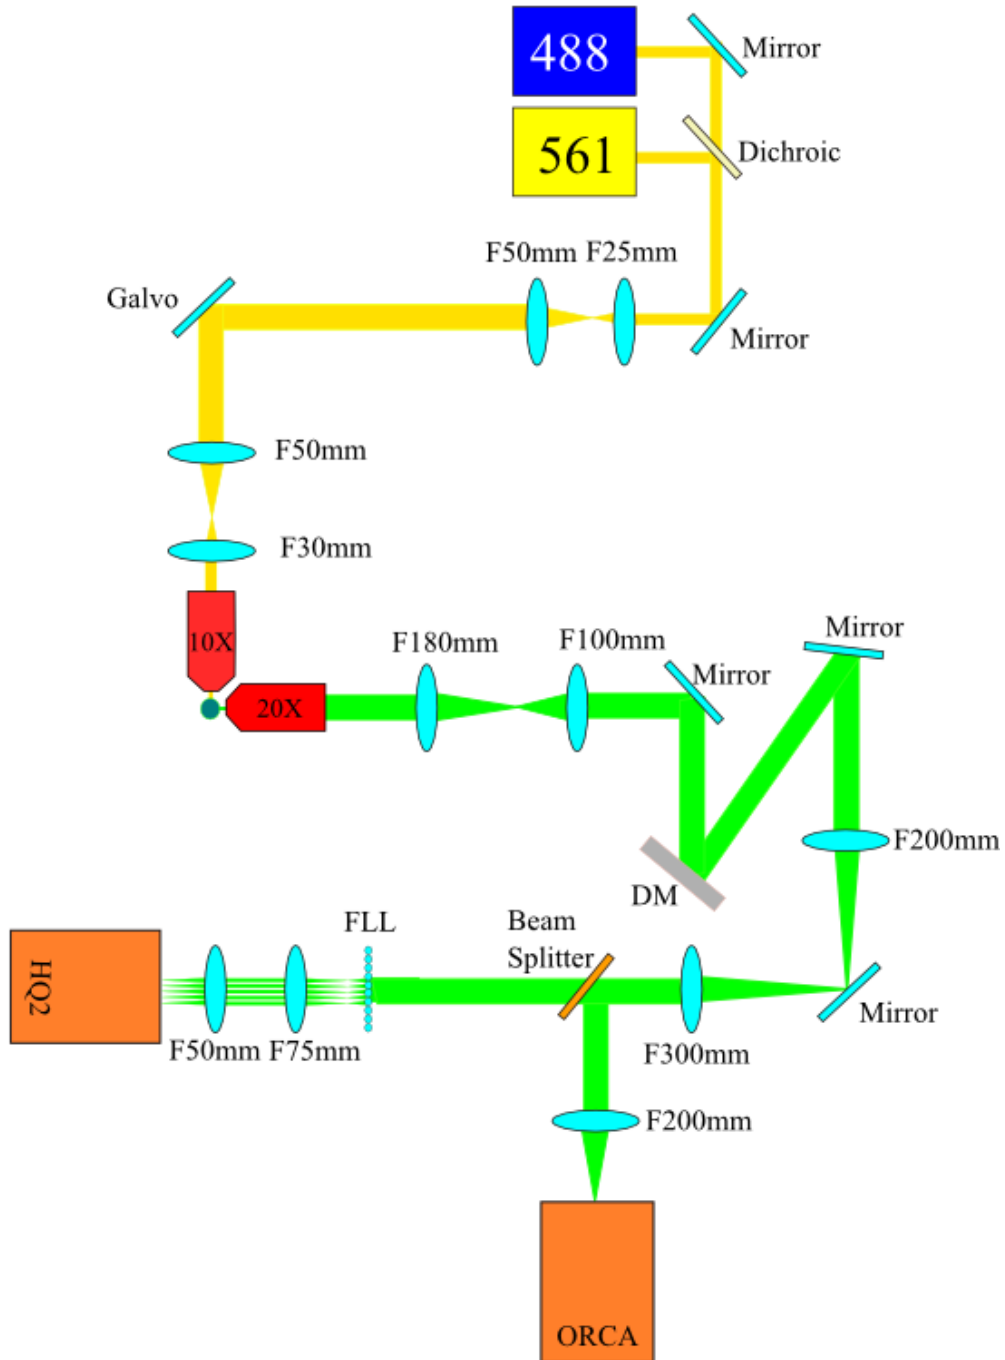 488
Mirror
561
Dichroic
F50mm
F25mm
Galvo
Mirror
F50mm
F30mm
10X
F180mm
F100mm
Mirror
Mirror
20X
F200mm
DM
Beam
Splitter
FLL
HQ2
F50mm
F75mm
F300mm
Mirror
F200mm
ORCA